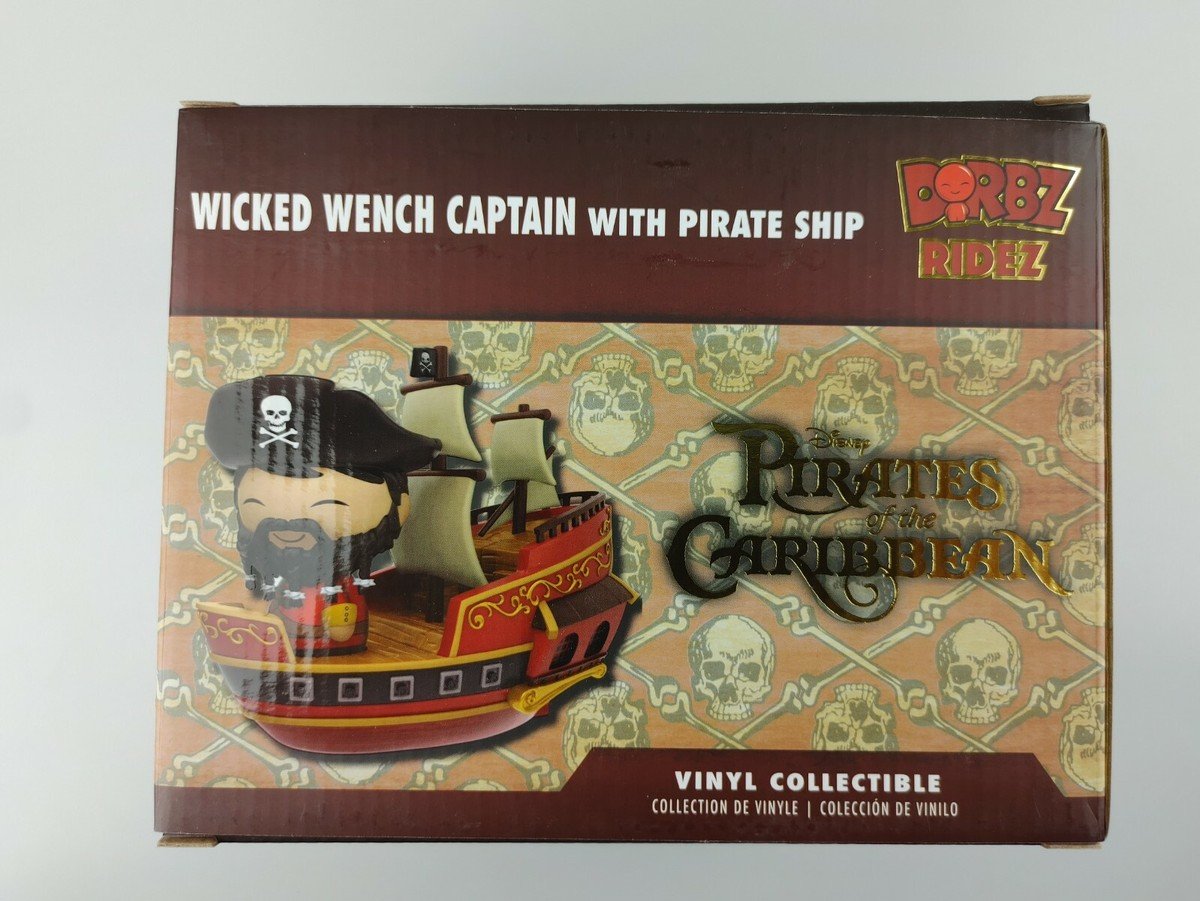 WICKED WENCH CAPTAIN WITH PIRATE SHIP
DORBZ
RIDEZ
DISNEY
PIRATES
of the
CARIBBEAN
VINYL COLLECTIBLE
COLLECTION DE VINYLE | COLECCIÓN DE VINILO